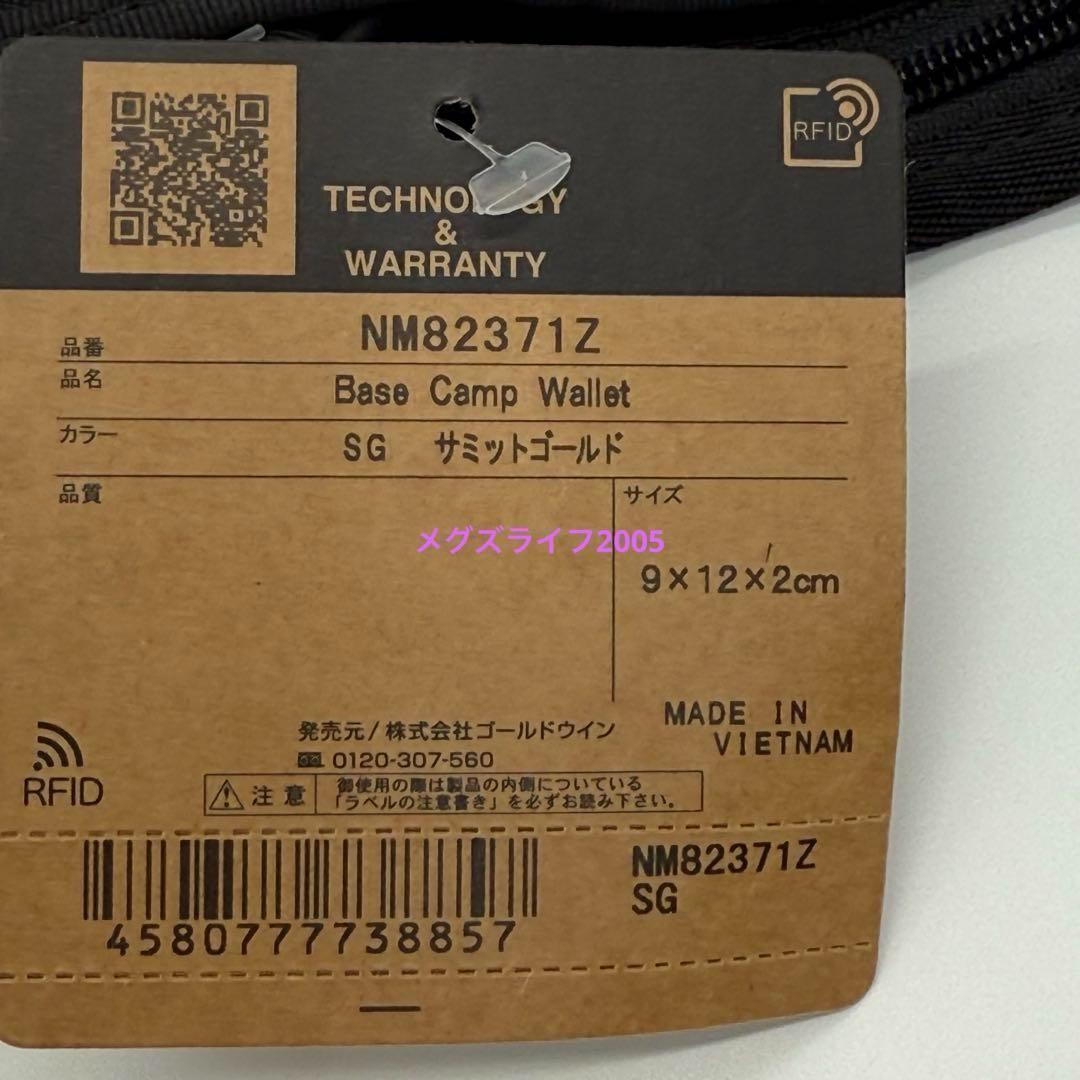 RFID
TECHNOLOGY
&
WARRANTY
品番 NM82371Z
品名 Base Camp Wallet
カラー SG サミットゴールド
品質
サイズ
9×12×2cm
メグズライフ2005
MADE IN
VIETNAM
発売元/株式会社ゴールドウイン
0120-307-560
RFID
注意
御使用の際は製品の内側についている
「ラベルの注意書き」を必ずお読み下さい。
NM82371Z
SG
4580777738857